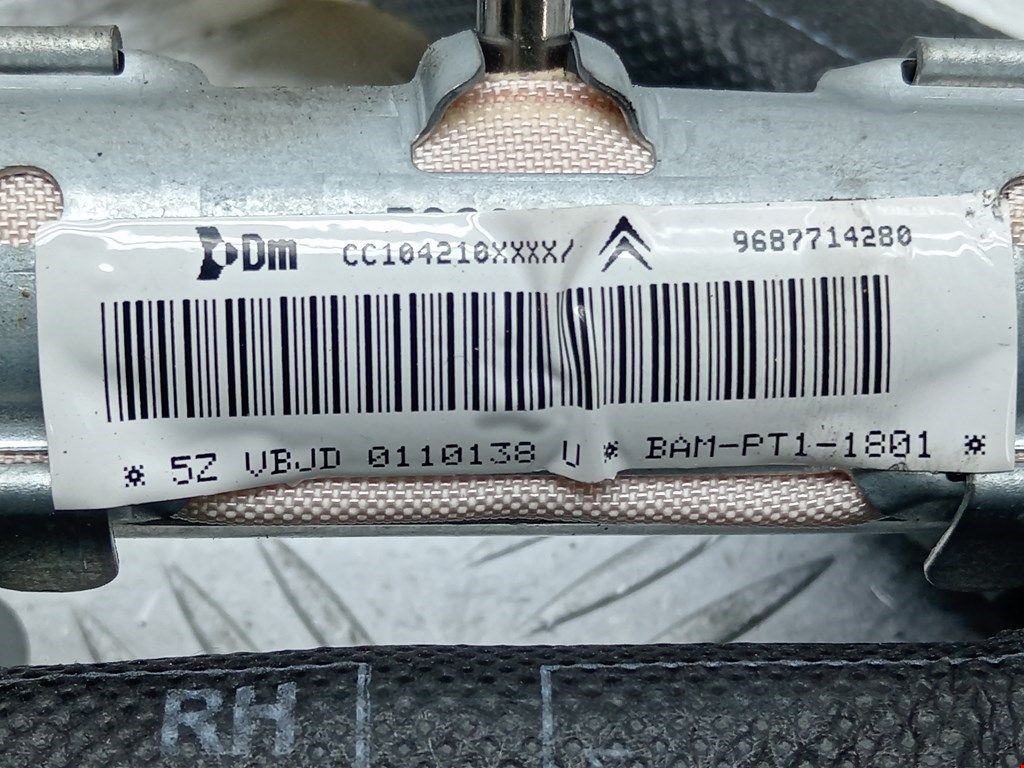 Dm CC104210XXXX/ 9687714280
* 5Z VBJD 0110138 U * BAM-PT1-1801 *
RH